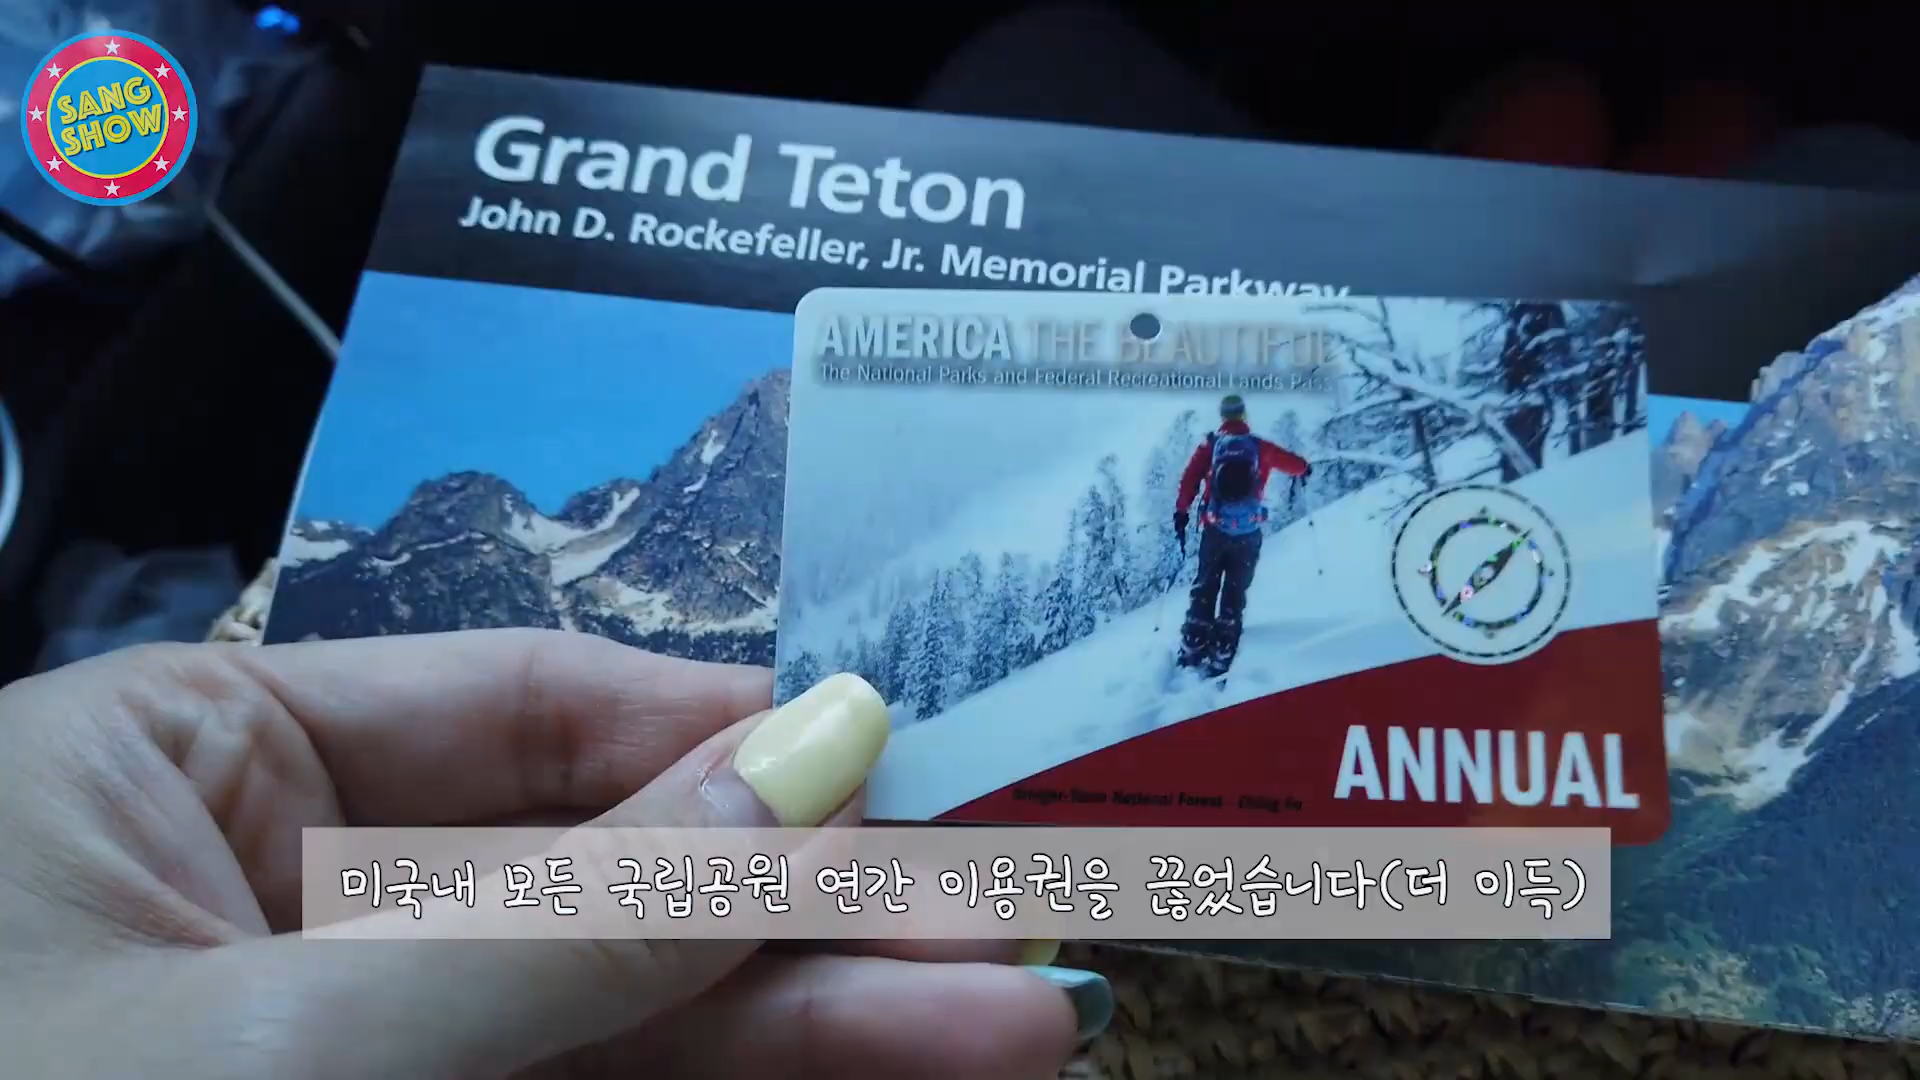 SANG
SHOW
Grand Teton
John D. Rockefeller, Jr. Memorial Parkway
AMERICA THE BEAUTIFUL
The National Parks and Federal Recreational Lands Pass
ANNUAL
National Forest
미국내 모든 국립공원 연간 이용권을 끊었습니다(더 이득)